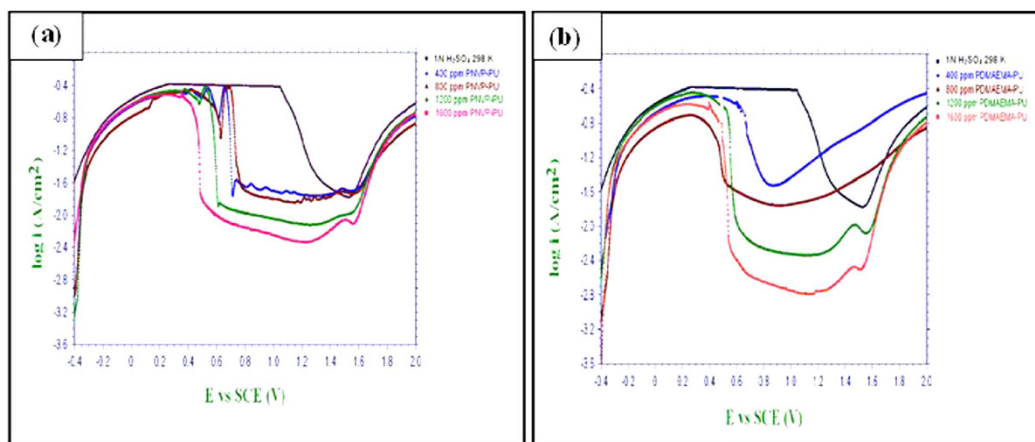 (a)
1N H₂SO₄ 298 K
400 ppm PNVP-PU
800 ppm PNVP-PU
1200 ppm PNVP-PU
1600 ppm PNVP-PU
log i (A/cm²)
-0.4
-0.8
-1.2
-1.6
-2.0
-2.4
-2.8
-3.2
-3.6
-0.4 -0.2 0 0.2 0.4 0.6 0.8 1.0 1.2 1.4 1.6 1.8 2.0
E vs SCE (V)
(b)
1N H₂SO₄ 298 K
400 ppm PDMAEMA-PU
800 ppm PDMAEMA-PU
1200 ppm PDMAEMA-PU
1600 ppm PDMAEMA-PU
log i (A/cm²)
-0.4
-0.8
-1.2
-1.6
-2.0
-2.4
-2.8
-3.2
-3.6
-0.4 -0.2 0 0.2 0.4 0.6 0.8 1.0 1.2 1.4 1.6 1.8 2.0
E vs SCE (V)